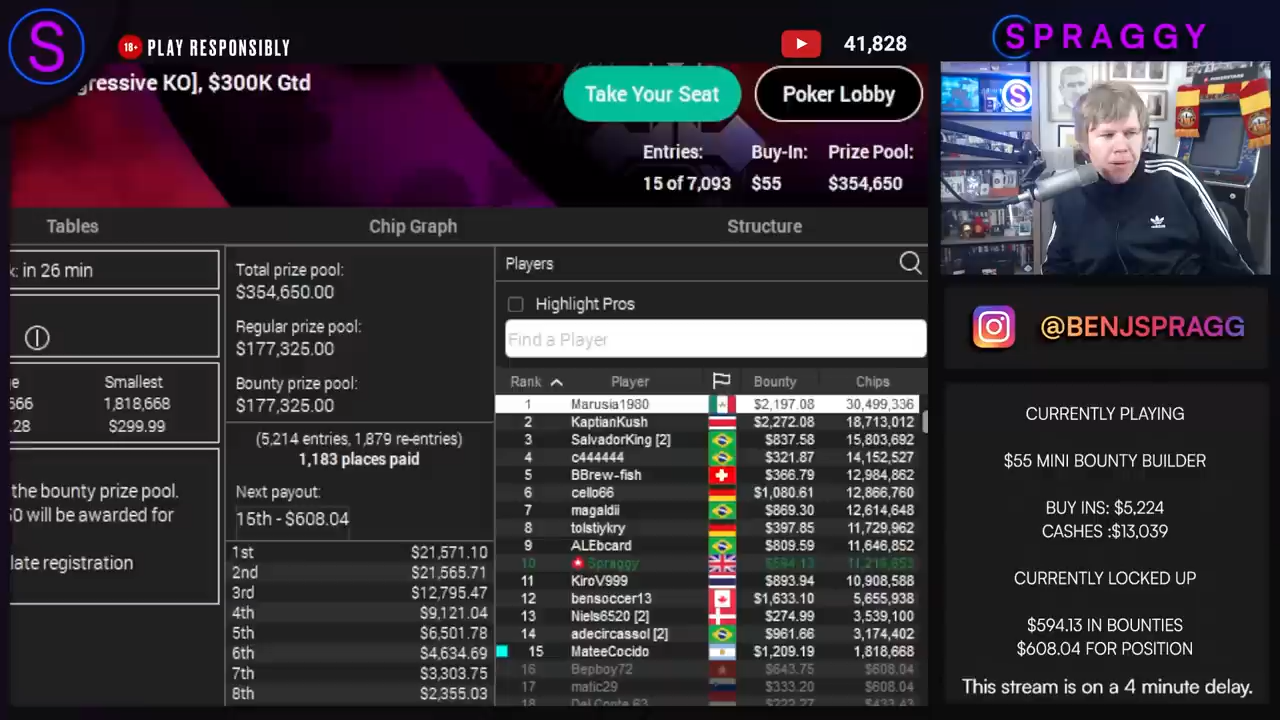 S
18+ PLAY RESPONSIBLY
41,828
SPRAGGY
gressive KO], $300K Gtd
Take Your Seat
Poker Lobby
Entries: Buy-In: Prize Pool:
15 of 7,093 $55 $354,650
Tables Chip Graph Structure
in 26 min
Smallest
666 1,818,668
.28 $299.99
the bounty prize pool.
0 will be awarded for
late registration
Total prize pool:
$354,650.00
Regular prize pool:
$177,325.00
Bounty prize pool:
$177,325.00
(5,214 entries, 1,879 re-entries)
1,183 places paid
Next payout:
15th - $608.04
1st $21,571.10
2nd $21,565.71
3rd $12,795.47
4th $9,121.04
5th $6,501.78
6th $4,634.69
7th $3,303.75
8th $2,355.03
Players
Highlight Pros
Find a Player
Rank Player Bounty Chips
1 Marusia1980 $2,197.08 30,499,336
2 KaptianKush $2,272.08 18,713,012
3 SalvadorKing [2] $837.58 15,803,692
4 c444444 $321.87 14,152,527
5 BBrew-fish $366.79 12,984,862
6 cello66 $1,080.61 12,866,760
7 magaldii $869.30 12,614,648
8 tolstiykry $397.85 11,729,962
9 ALEbcard $809.59 11,646,852
10 Spraggy $594.13
11 KiroV999 $893.94 10,908,588
12 bensoccer13 $1,633.10 5,655,938
13 Niels6520 [2] $274.99 3,539,100
14 adecircassol [2] $961.66 3,174,402
15 MateeCocido $1,209.19 1,818,668
16 Bepboy72 $643.75 $608.04
17 matic29 $333.20 $608.04
18 Del Conte 63 $222.27 $433.43
@BENJSPRAGG
CURRENTLY PLAYING
$55 MINI BOUNTY BUILDER
BUY INS: $5,224
CASHES :$13,039
CURRENTLY LOCKED UP
$594.13 IN BOUNTIES
$608.04 FOR POSITION
This stream is on a 4 minute delay.